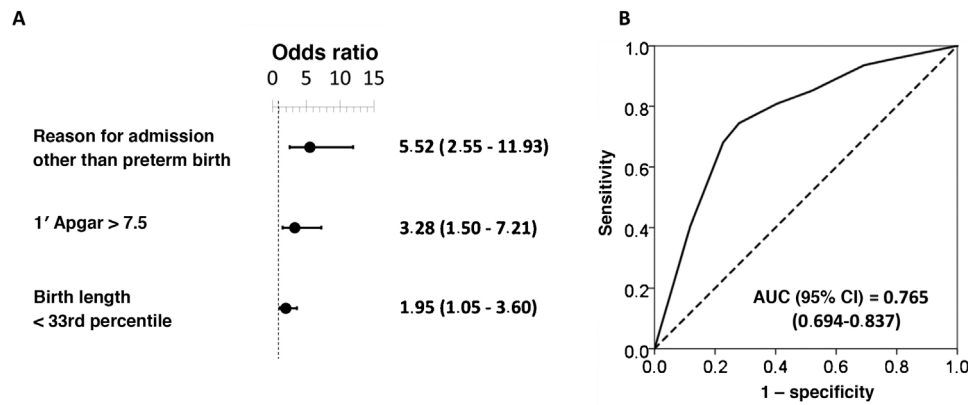 A
Odds ratio
0 5 10 15
Reason for admission
other than preterm birth
5.52 (2.55 - 11.93)
1′ Apgar > 7.5
3.28 (1.50 - 7.21)
Birth length
< 33rd percentile
1.95 (1.05 - 3.60)
B
Sensitivity
1.0
0.8
0.6
0.4
0.2
0.0
AUC (95% CI) = 0.765
(0.694-0.837)
0.0 0.2 0.4 0.6 0.8 1.0
1 – specificity